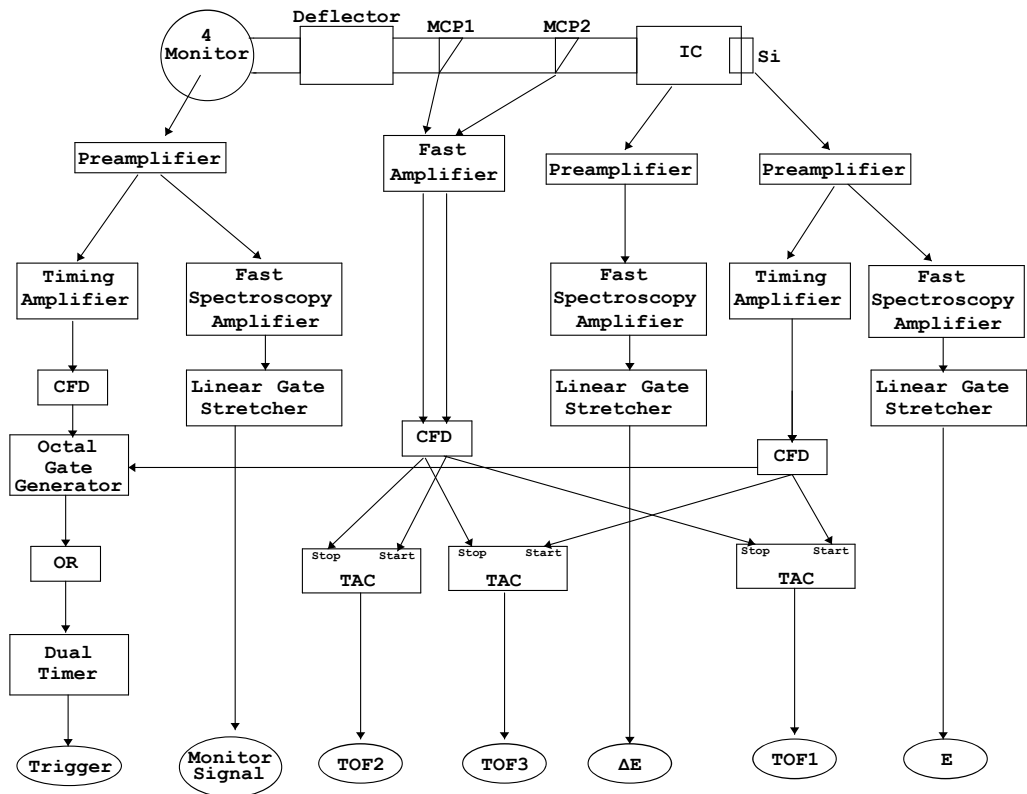 Deflector
4
Monitor
MCP1
MCP2
IC
Si
Preamplifier
Fast
Amplifier
Preamplifier
Preamplifier
Timing
Amplifier
Fast
Spectroscopy
Amplifier
Fast
Spectroscopy
Amplifier
Timing
Amplifier
Fast
Spectroscopy
Amplifier
CFD
Linear Gate
Stretcher
Linear Gate
Stretcher
Linear Gate
Stretcher
Octal
Gate
Generator
CFD
CFD
OR
Stop Start
TAC
Stop Start
TAC
Stop Start
TAC
Dual
Timer
Trigger
Monitor
Signal
TOF2
TOF3
ΔE
TOF1
E